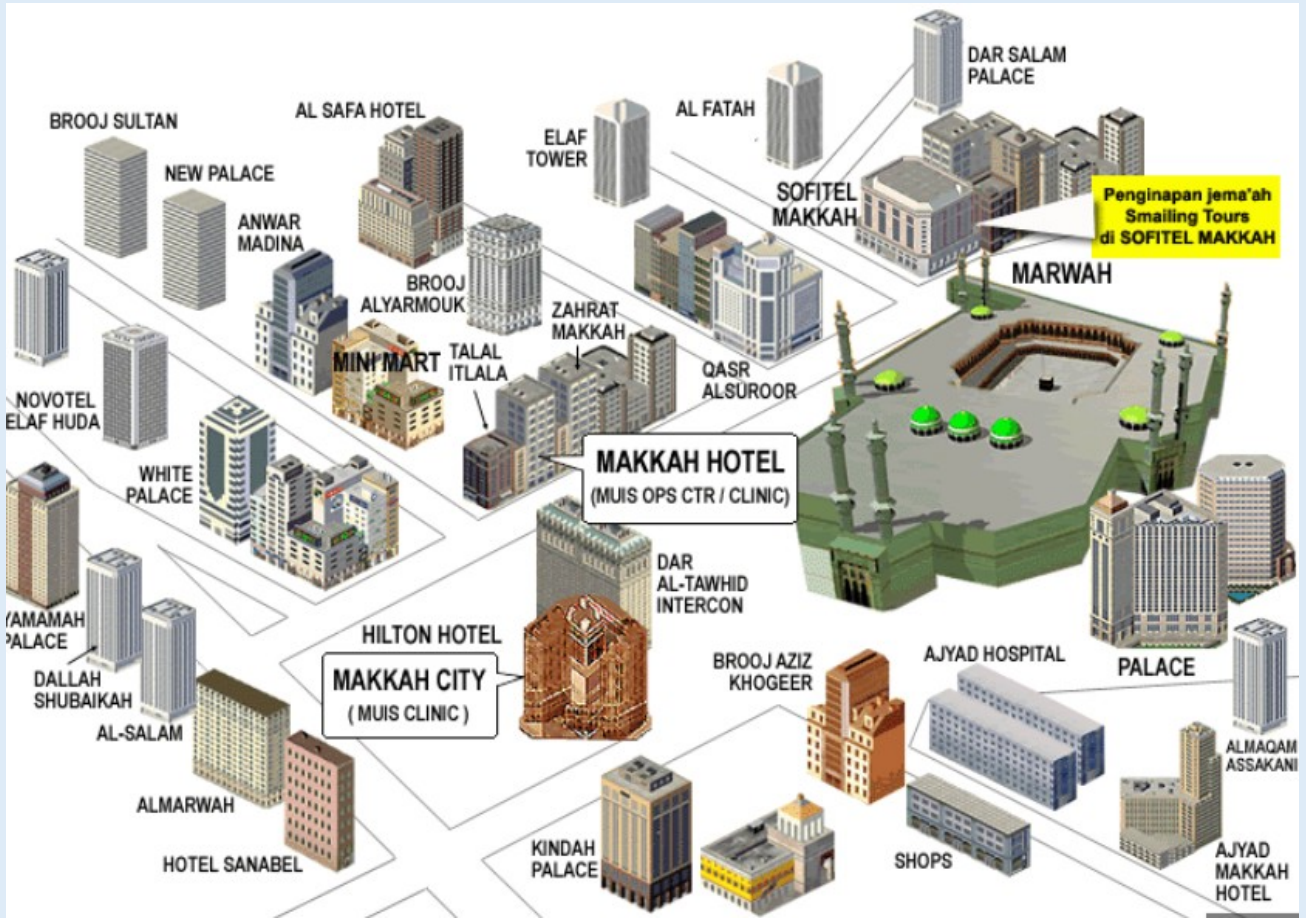 DAR SALAM
PALACE
AL SAFA HOTEL
AL FATAH
BROOJ SULTAN
ELAF
TOWER
NEW PALACE
SOFITEL
MAKKAH
Penginapan jema'ah
Smailing Tours
di SOFITEL MAKKAH
ANWAR
MADINA
MARWAH
BROOJ
ALYARMOUK
ZAHRAT
MAKKAH
MINI MART
TALAL
ITLALA
QASR
ALSUROOR
NOVOTEL
ELAF HUDA
MAKKAH HOTEL
(MUIS OPS CTR / CLINIC)
WHITE
PALACE
DAR
AL-TAWHID
INTERCON
YAMAMAH
PALACE
HILTON HOTEL
MAKKAH CITY
( MUIS CLINIC )
BROOJ AZIZ
KHOGEER
AJYAD HOSPITAL
PALACE
DALLAH
SHUBAIKAH
AL-SALAM
ALMAQAM
ASSAKANI
ALMARWAH
HOTEL SANABEL
KINDAH
PALACE
SHOPS
AJYAD
MAKKAH
HOTEL